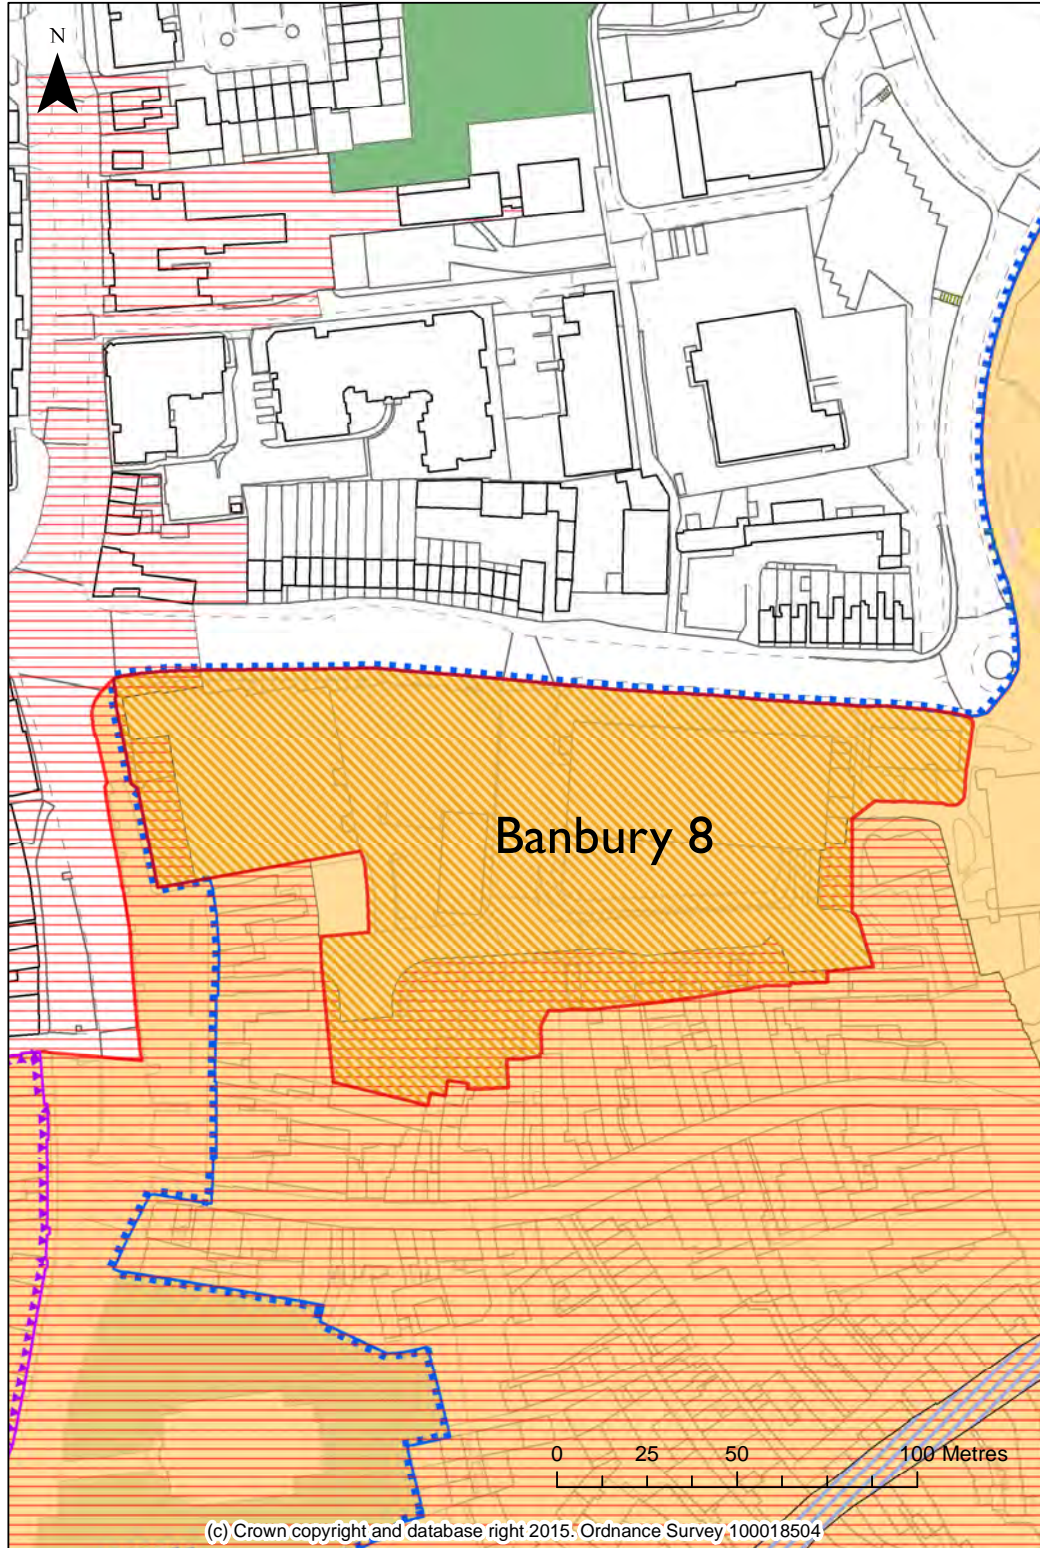 N
Banbury 8
0 25 50 100 Metres
(c) Crown copyright and database right 2015. Ordnance Survey 100018504